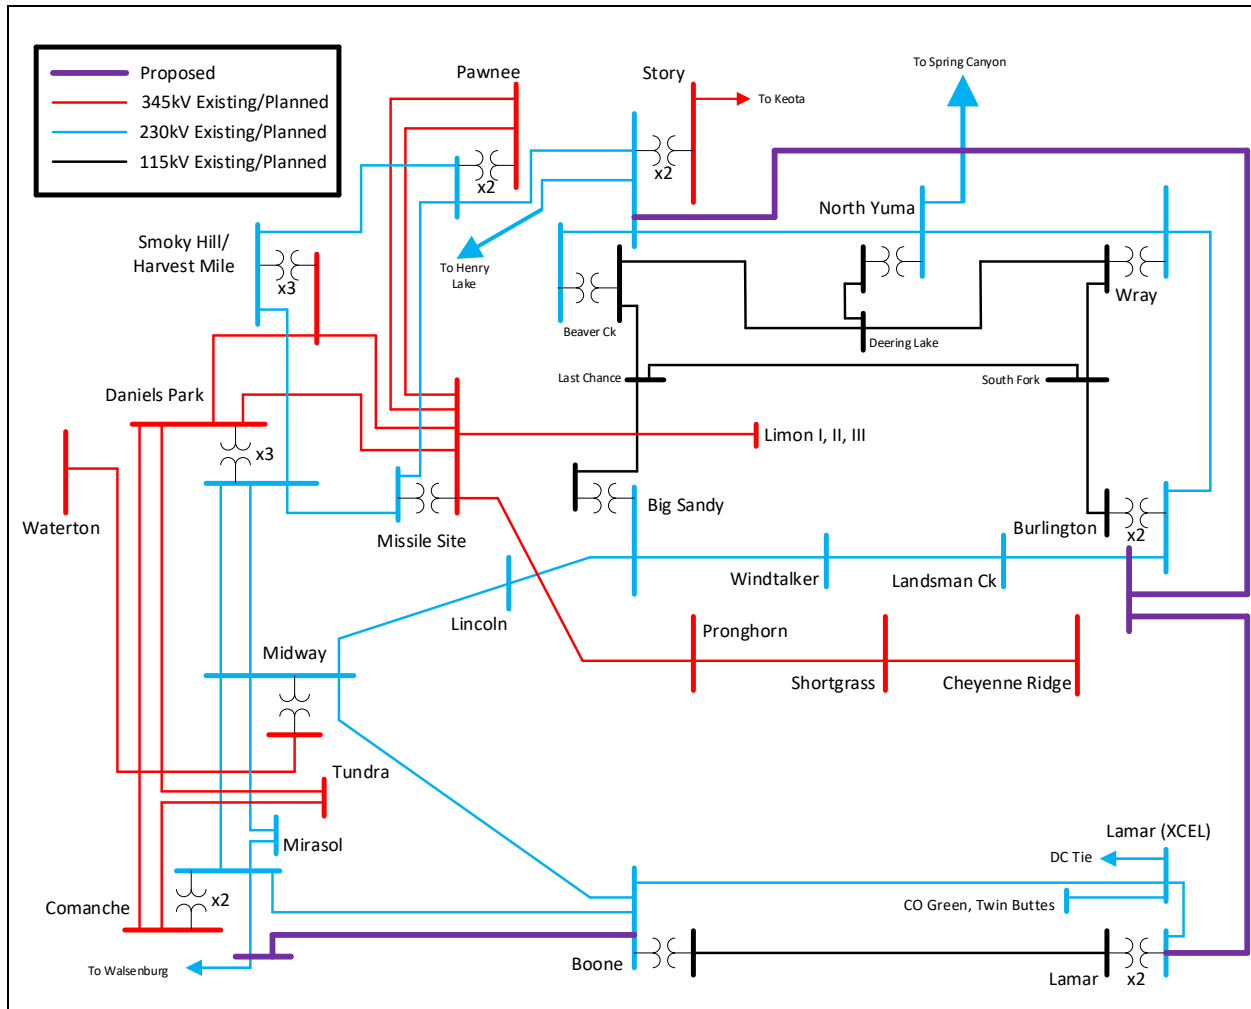 Proposed
345kV Existing/Planned
230kV Existing/Planned
115kV Existing/Planned
Pawnee
Story
To Keota
To Spring Canyon
x2
x2
North Yuma
Smoky Hill/
Harvest Mile
x3
To Henry
Lake
Wray
Beaver Ck
Deering Lake
Last Chance
South Fork
Daniels Park
x3
Limon I, II, III
Waterton
Missile Site
Big Sandy
Burlington
x2
Windtalker
Landsman Ck
Lincoln
Pronghorn
Midway
Shortgrass
Cheyenne Ridge
Tundra
Mirasol
Lamar (XCEL)
DC Tie
CO Green, Twin Buttes
x2
Comanche
To Walsenburg
Boone
Lamar
x2